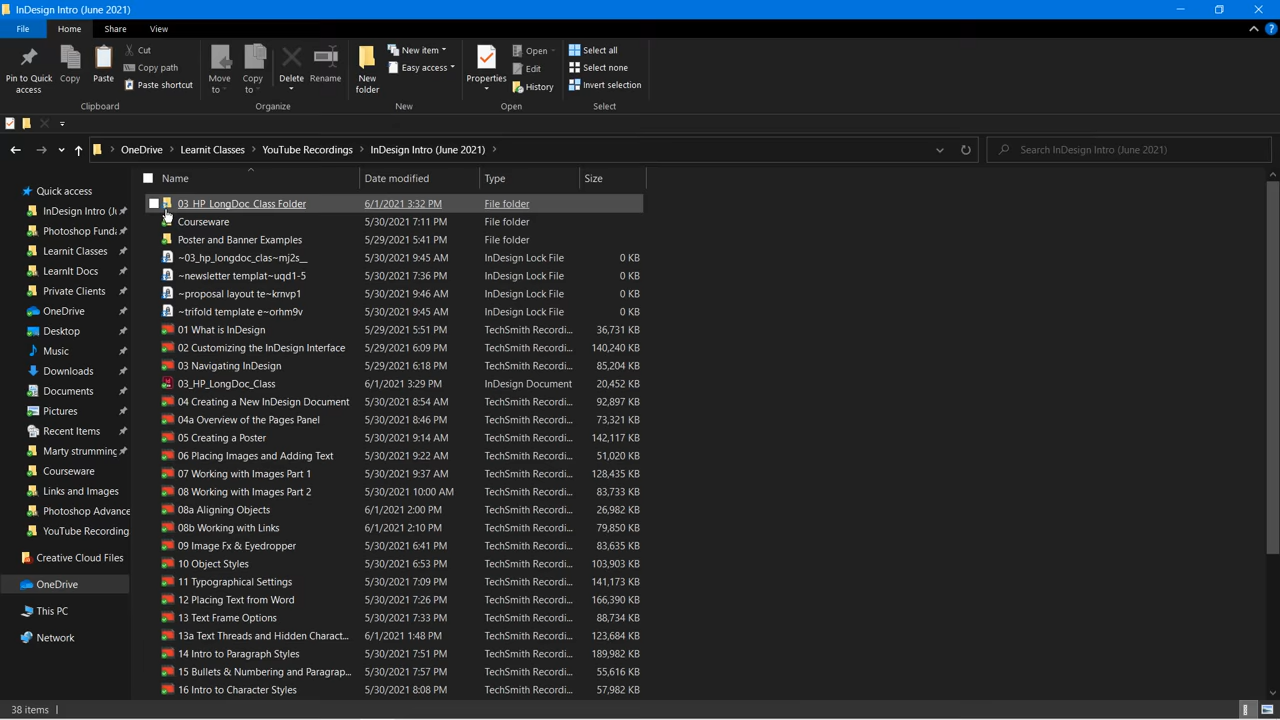 InDesign Intro (June 2021)
File Home Share View
Pin to Quick access
Copy
Paste
Cut
Copy path
Paste shortcut
Clipboard
Move to
Copy to
Delete
Rename
Organize
New folder
New item
Easy access
New
Properties
Open
Edit
History
Open
Select all
Select none
Invert selection
Select
OneDrive > Learnit Classes > YouTube Recordings > InDesign Intro (June 2021) >
Search InDesign Intro (June 2021)
Quick access
InDesign Intro (Ju
Photoshop Funda
Learnit Classes
LearnIt Docs
Private Clients
OneDrive
Desktop
Music
Downloads
Documents
Pictures
Recent Items
Marty strumming
Courseware
Links and Images
Photoshop Advance
YouTube Recording
Creative Cloud Files
OneDrive
This PC
Network
Name Date modified Type Size
03_HP_LongDoc_Class Folder 6/1/2021 3:32 PM File folder
Courseware 5/30/2021 7:11 PM File folder
Poster and Banner Examples 5/29/2021 5:41 PM File folder
~03_hp_longdoc_clas~mj2s__ 5/30/2021 9:45 AM InDesign Lock File 0 KB
~newsletter templat~uqd1-5 5/30/2021 7:36 PM InDesign Lock File 0 KB
~proposal layout te~krnvp1 5/30/2021 9:46 AM InDesign Lock File 0 KB
~trifold template e~orhm9v 5/30/2021 9:45 AM InDesign Lock File 0 KB
01 What is InDesign 5/29/2021 5:51 PM TechSmith Recordi... 36,731 KB
02 Customizing the InDesign Interface 5/29/2021 6:09 PM TechSmith Recordi... 140,240 KB
03 Navigating InDesign 5/29/2021 6:18 PM TechSmith Recordi... 85,204 KB
03_HP_LongDoc_Class 6/1/2021 3:29 PM InDesign Document 20,452 KB
04 Creating a New InDesign Document 5/30/2021 8:54 AM TechSmith Recordi... 92,897 KB
04a Overview of the Pages Panel 5/30/2021 8:46 PM TechSmith Recordi... 73,321 KB
05 Creating a Poster 5/30/2021 9:14 AM TechSmith Recordi... 142,117 KB
06 Placing Images and Adding Text 5/30/2021 9:22 AM TechSmith Recordi... 51,020 KB
07 Working with Images Part 1 5/30/2021 9:37 AM TechSmith Recordi... 128,435 KB
08 Working with Images Part 2 5/30/2021 10:00 AM TechSmith Recordi... 83,733 KB
08a Aligning Objects 6/1/2021 2:00 PM TechSmith Recordi... 26,982 KB
08b Working with Links 6/1/2021 2:10 PM TechSmith Recordi... 79,850 KB
09 Image Fx & Eyedropper 5/30/2021 6:41 PM TechSmith Recordi... 83,635 KB
10 Object Styles 5/30/2021 6:53 PM TechSmith Recordi... 103,903 KB
11 Typographical Settings 5/30/2021 7:09 PM TechSmith Recordi... 141,173 KB
12 Placing Text from Word 5/30/2021 7:26 PM TechSmith Recordi... 166,390 KB
13 Text Frame Options 5/30/2021 7:33 PM TechSmith Recordi... 88,734 KB
13a Text Threads and Hidden Charact... 6/1/2021 1:48 PM TechSmith Recordi... 123,684 KB
14 Intro to Paragraph Styles 5/30/2021 7:51 PM TechSmith Recordi... 189,982 KB
15 Bullets & Numbering and Paragrap... 5/30/2021 7:57 PM TechSmith Recordi... 55,616 KB
16 Intro to Character Styles 5/30/2021 8:08 PM TechSmith Recordi... 57,982 KB
38 items